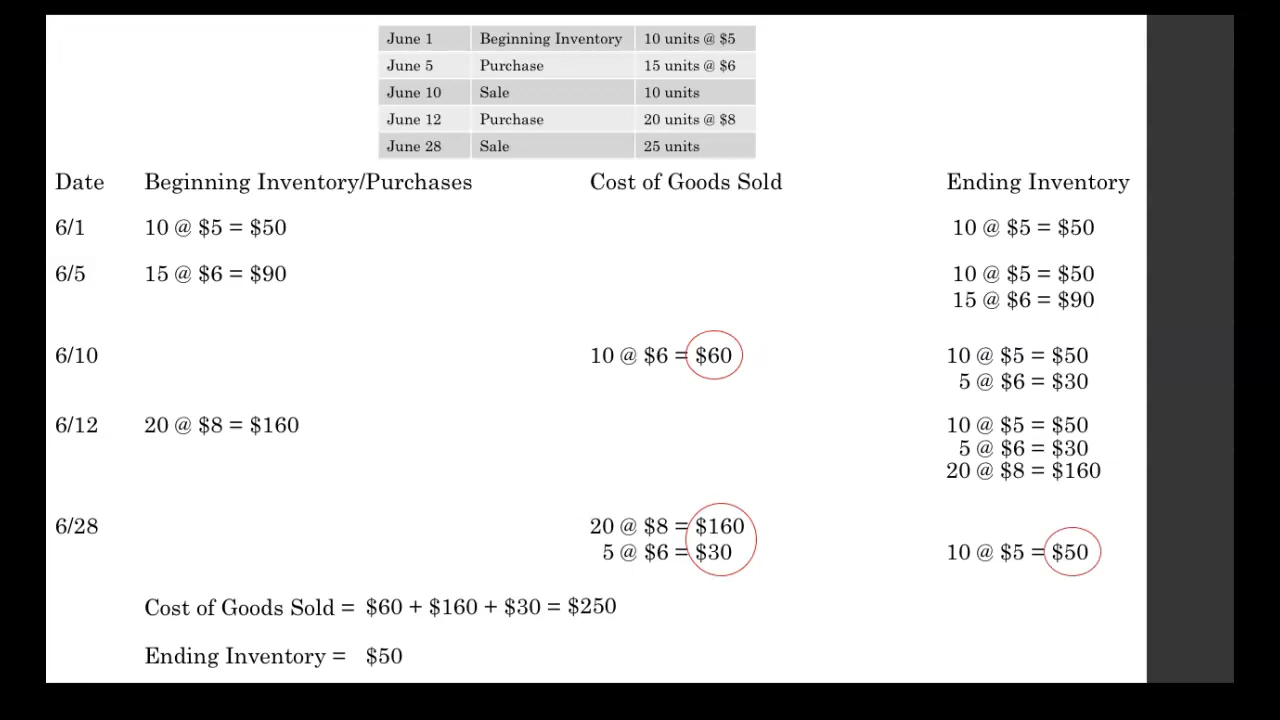 June 1 Beginning Inventory 10 units @ $5
June 5 Purchase 15 units @ $6
June 10 Sale 10 units
June 12 Purchase 20 units @ $8
June 28 Sale 25 units
Date Beginning Inventory/Purchases Cost of Goods Sold Ending Inventory
6/1 10 @ $5 = $50 10 @ $5 = $50
6/5 15 @ $6 = $90 10 @ $5 = $50
15 @ $6 = $90
6/10 10 @ $6 = $60 10 @ $5 = $50
5 @ $6 = $30
6/12 20 @ $8 = $160 10 @ $5 = $50
5 @ $6 = $30
20 @ $8 = $160
6/28 20 @ $8 = $160
5 @ $6 = $30 10 @ $5 = $50
Cost of Goods Sold = $60 + $160 + $30 = $250
Ending Inventory = $50